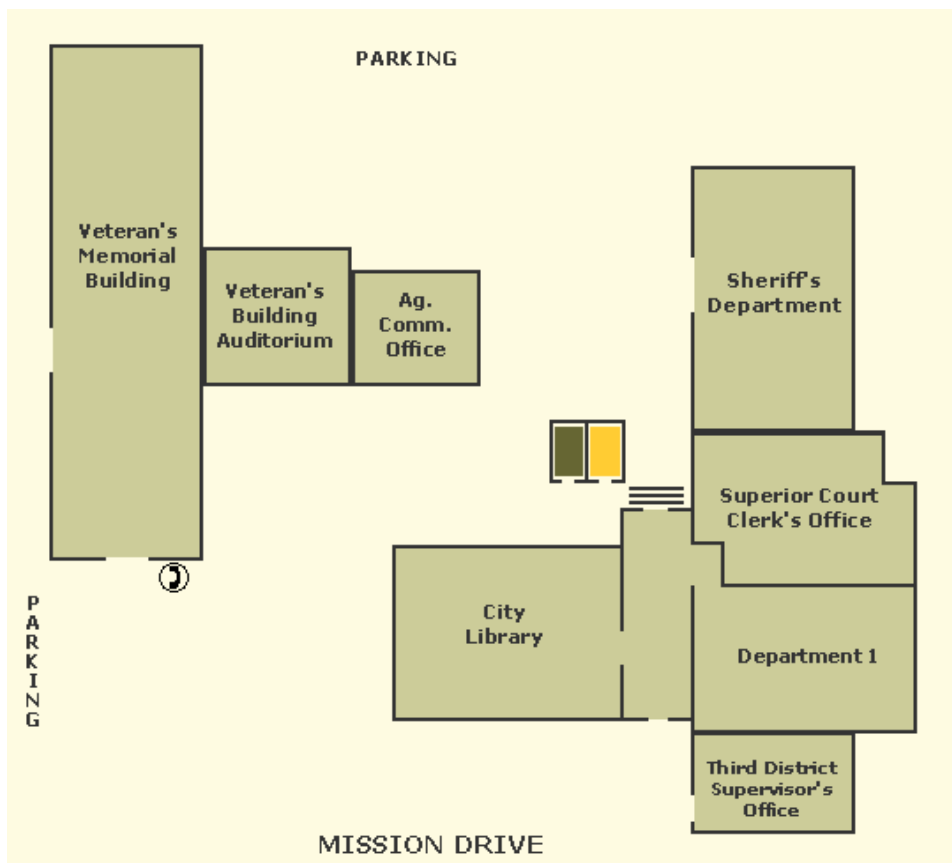 PARKING
Veteran's
Memorial
Building
Veteran's
Building
Auditorium
Ag.
Comm.
Office
Sheriff's
Department
Superior Court
Clerk's Office
City
Library
Department 1
PARKING
Third District
Supervisor's
Office
MISSION DRIVE